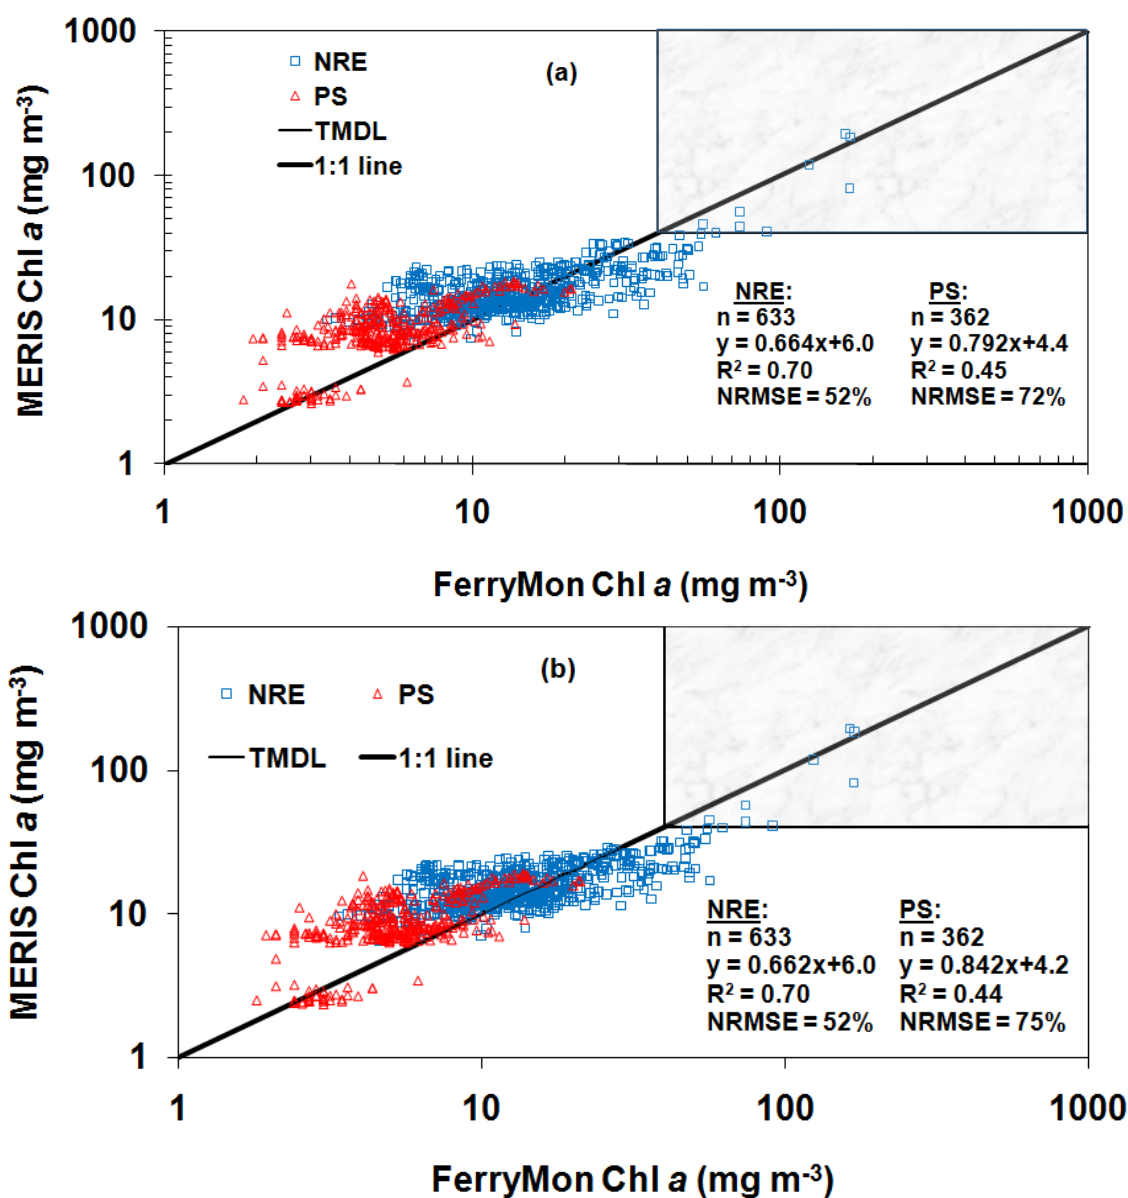 1000
100
10
1
MERIS Chl a (mg m-3)
NRE
PS
TMDL
1:1 line
(a)
NRE:
n = 633
y = 0.664x+6.0
R2 = 0.70
NRMSE = 52%
PS:
n = 362
y = 0.792x+4.4
R2 = 0.45
NRMSE = 72%
1 10 100 1000
FerryMon Chl a (mg m-3)
1000
100
10
1
MERIS Chl a (mg m-3)
NRE PS
TMDL 1:1 line
(b)
NRE:
n = 633
y = 0.662x+6.0
R2 = 0.70
NRMSE = 52%
PS:
n = 362
y = 0.842x+4.2
R2 = 0.44
NRMSE = 75%
1 10 100 1000
FerryMon Chl a (mg m-3)